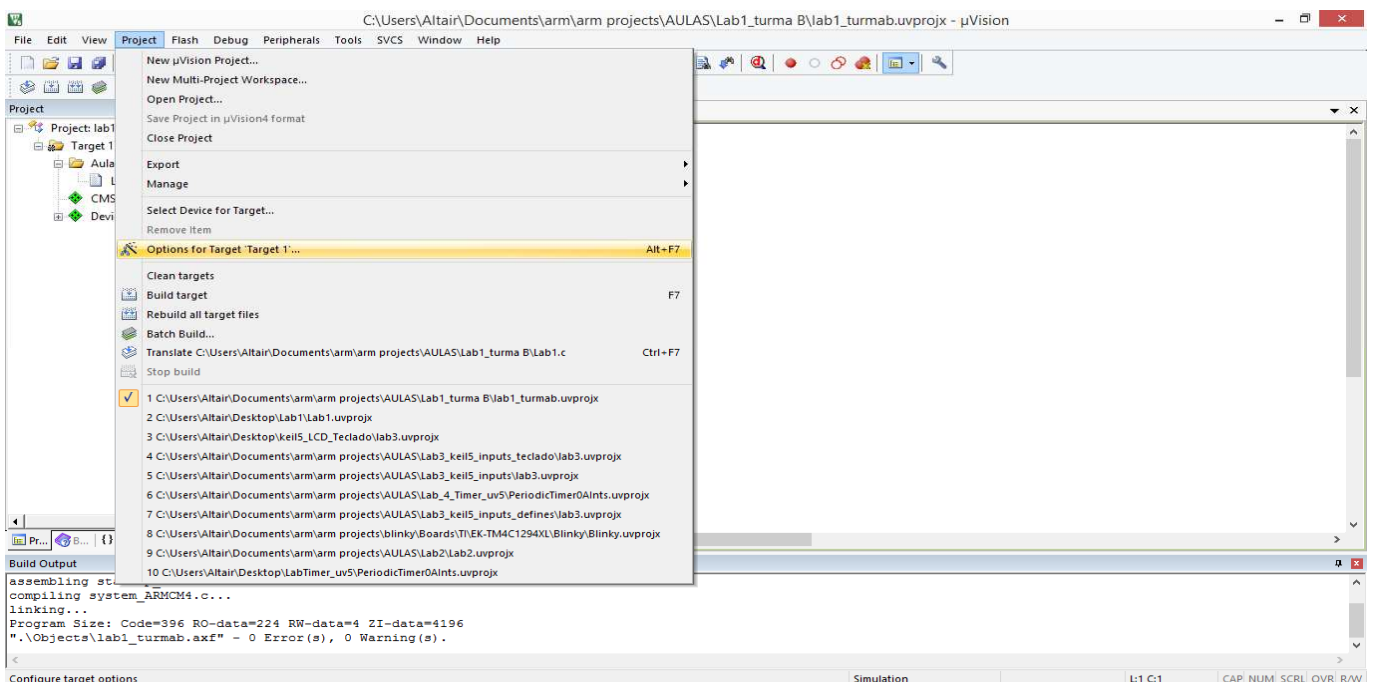 C:\Users\Altair\Documents\arm\arm projects\AULAS\Lab1_turma B\lab1_turmab.uvprojx - µVision
File Edit View Project Flash Debug Peripherals Tools SVCS Window Help
New µVision Project...
New Multi-Project Workspace...
Open Project...
Save Project in µVision4 format
Close Project
Export
Manage
Select Device for Target...
Remove Item
Options for Target 'Target 1'... Alt+F7
Clean targets
Build target F7
Rebuild all target files
Batch Build...
Translate C:\Users\Altair\Documents\arm\arm projects\AULAS\Lab1_turma B\Lab1.c Ctrl+F7
Stop build
1 C:\Users\Altair\Documents\arm\arm projects\AULAS\Lab1_turma B\lab1_turmab.uvprojx
2 C:\Users\Altair\Desktop\Lab1\Lab1.uvprojx
3 C:\Users\Altair\Desktop\keil5_LCD_Teclado\lab3.uvprojx
4 C:\Users\Altair\Documents\arm\arm projects\AULAS\Lab3_keil5_inputs_teclado\lab3.uvprojx
5 C:\Users\Altair\Documents\arm\arm projects\AULAS\Lab3_keil5_inputs\lab3.uvprojx
6 C:\Users\Altair\Documents\arm\arm projects\AULAS\Lab_4_Timer_uv5\PeriodicTimer0AInts.uvprojx
7 C:\Users\Altair\Documents\arm\arm projects\AULAS\Lab3_keil5_inputs_defines\lab3.uvprojx
8 C:\Users\Altair\Documents\arm\arm projects\blinky\Boards\TI\EK-TM4C1294XL\Blinky\Blinky.uvprojx
9 C:\Users\Altair\Documents\arm\arm projects\AULAS\Lab2\Lab2.uvprojx
10 C:\Users\Altair\Desktop\LabTimer_uv5\PeriodicTimer0AInts.uvprojx
Project
Project: lab1
Target 1
Aula
L
CMS
Devi
Pr... B... {}
Build Output
assembling
compiling system_ARMCM4.c...
linking...
Program Size: Code=396 RO-data=224 RW-data=4 ZI-data=4196
".\Objects\lab1_turmab.axf" - 0 Error(s), 0 Warning(s).
Configure target options Simulation L:1 C:1 CAP NUM SCRL OVR R/W